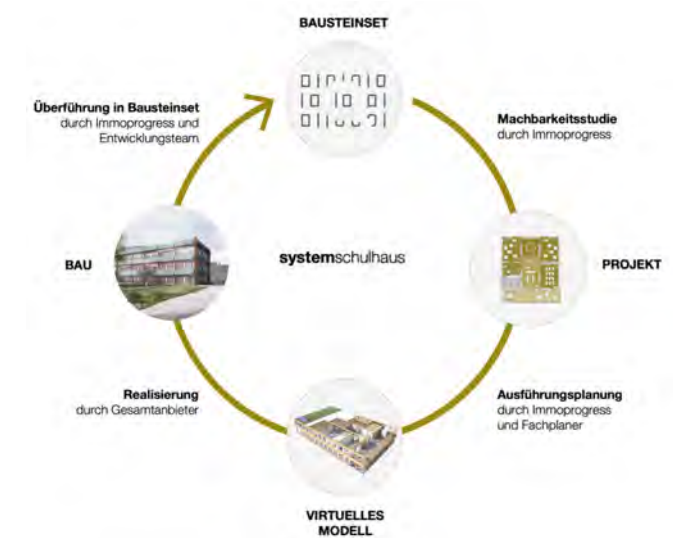 BAUSTEINSET
Überführung in Bausteinset
durch Immoprogress und
Entwicklungsteam
Machbarkeitsstudie
durch Immoprogress
BAU
systemschulhaus
PROJEKT
Realisierung
durch Gesamtanbieter
Ausführungsplanung
durch Immoprogress
und Fachplaner
VIRTUELLES
MODELL